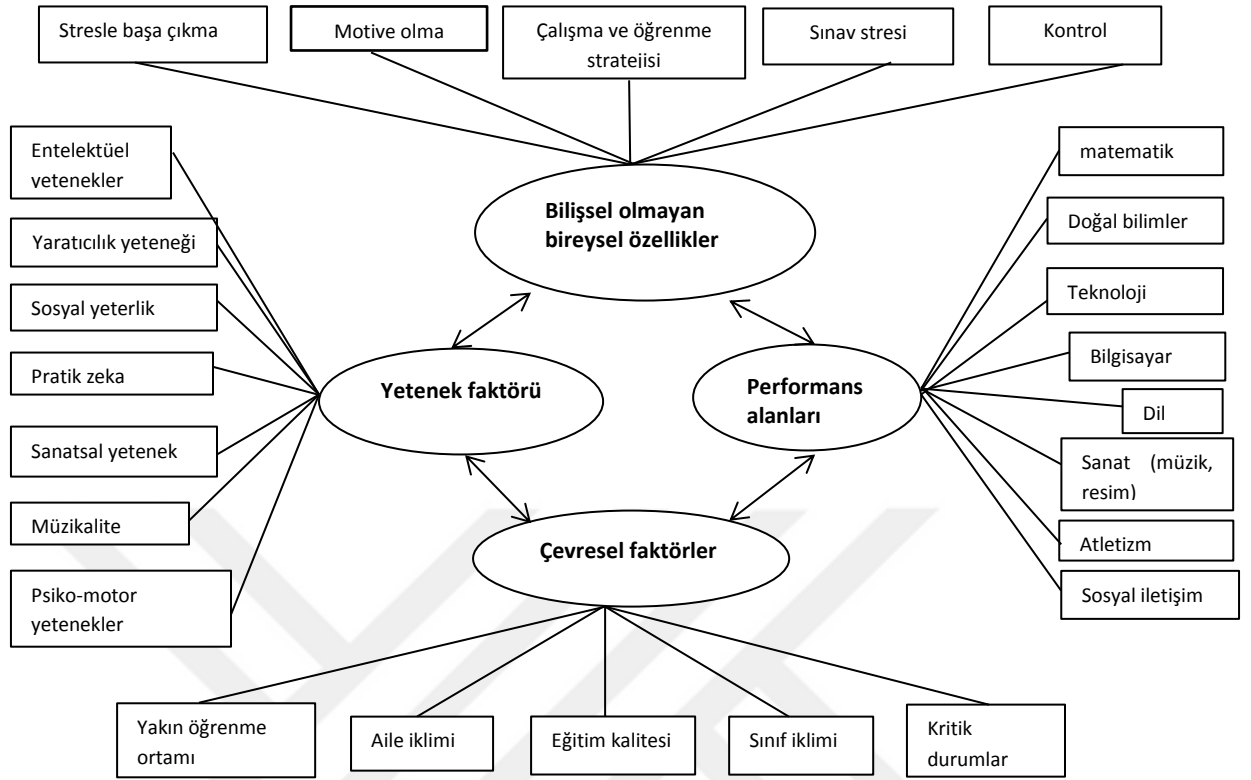 Stresle başa çıkma
Motive olma
Çalışma ve öğrenme
stratejisi
Sınav stresi
Kontrol
Entelektüel
vetenekler
Yaratıcılık yeteneği
Sosyal yeterlik
Pratik zeka
Sanatsal yetenek
Müzikalite
Psiko-motor
yetenekler
Bilişsel olmayan
bireysel özellikler
Yetenek faktörü
Performans
alanları
Çevresel faktörler
matematik
Doğal bilimler
Teknoloji
Bilgisayar
Dil
Sanat (müzik,
resim)
Atletizm
Sosyal iletişim
Yakın öğrenme
ortamı
Aile iklimi
Eğitim kalitesi
Sınıf iklimi
Kritik
durumlar